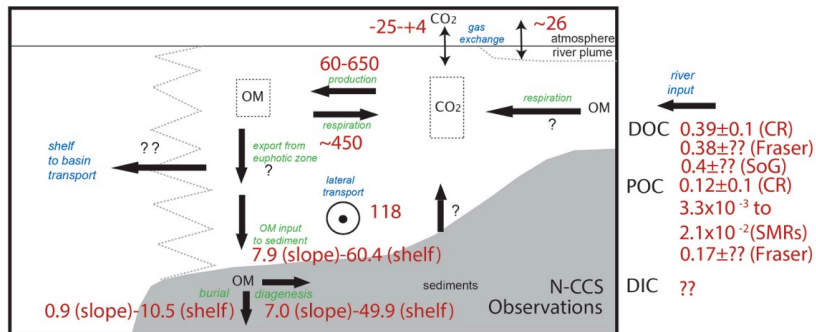 -25-+4
CO2
gas
exchange
~26
atmosphere
river plume
60-650
production
OM
CO2
respiration
~450
respiration
?
OM
river
input
DOC 0.39±0.1 (CR)
0.38±?? (Fraser)
0.4±?? (SoG)
POC 0.12±0.1 (CR)
3.3x10 -3 to
2.1x10 -2 (SMRs)
0.17±?? (Fraser)
DIC ??
shelf
to basin
transport
??
export from
euphotic zone
?
lateral
transport
118
?
OM input
to sediment
7.9 (slope)-60.4 (shelf)
OM
burial
diagenesis
sediments
0.9 (slope)-10.5 (shelf)
7.0 (slope)-49.9 (shelf)
N-CCS
Observations